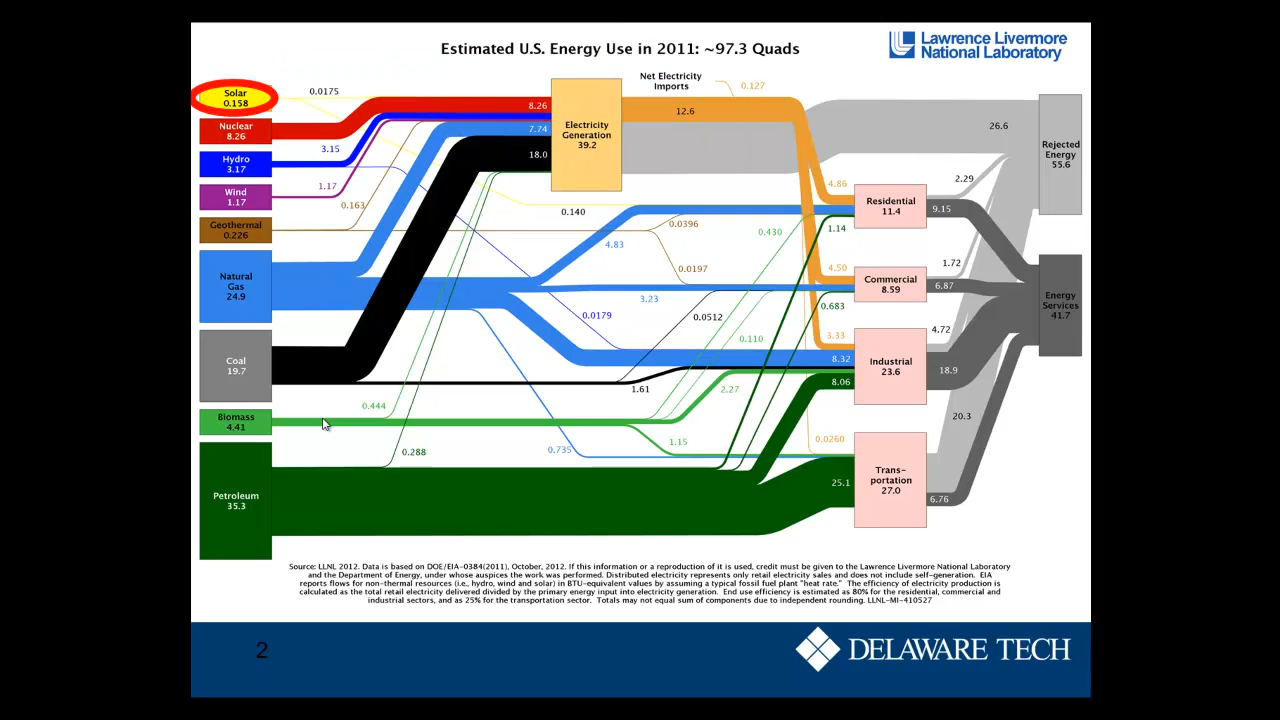 Estimated U.S. Energy Use in 2011: ~97.3 Quads
Lawrence Livermore
National Laboratory
Net Electricity
Imports
0.127
Solar
0.158
0.0175
Nuclear
8.26
8.26
12.6
26.6
Electricity
Generation
39.2
7.74
18.0
Hydro
3.17
3.15
Rejected
Energy
55.6
Wind
1.17
1.17
0.163
4.86
2.29
Residential
11.4
9.15
0.140
Geothermal
0.226
0.0396
0.430
1.14
4.83
Natural
Gas
24.9
0.0197
4.50
1.72
Commercial
8.59
6.87
3.23
0.683
Energy
Services
41.7
0.0179
0.0512
3.33
4.72
0.110
8.32
Industrial
23.6
18.9
Coal
19.7
1.61
2.27
8.06
0.444
Biomass
4.41
20.3
1.15
0.0260
0.288
0.735
Petroleum
35.3
25.1
Trans-
portation
27.0
6.76
Source: LLNL 2012. Data is based on DOE/EIA-0384(2011), October, 2012. If this information or a reproduction of it is used, credit must be given to the Lawrence Livermore National Laboratory
and the Department of Energy, under whose auspices the work was performed. Distributed electricity represents only retail electricity sales and does not include self-generation. EIA
reports flows for non-thermal resources (i.e., hydro, wind and solar) in BTU-equivalent values by assuming a typical fossil fuel plant "heat rate." The efficiency of electricity production is
calculated as the total retail electricity delivered divided by the primary energy input into electricity generation. End use efficiency is estimated as 80% for the residential, commercial and
industrial sectors, and as 25% for the transportation sector. Totals may not equal sum of components due to independent rounding. LLNL-MI-410527
2
DELAWARE TECH